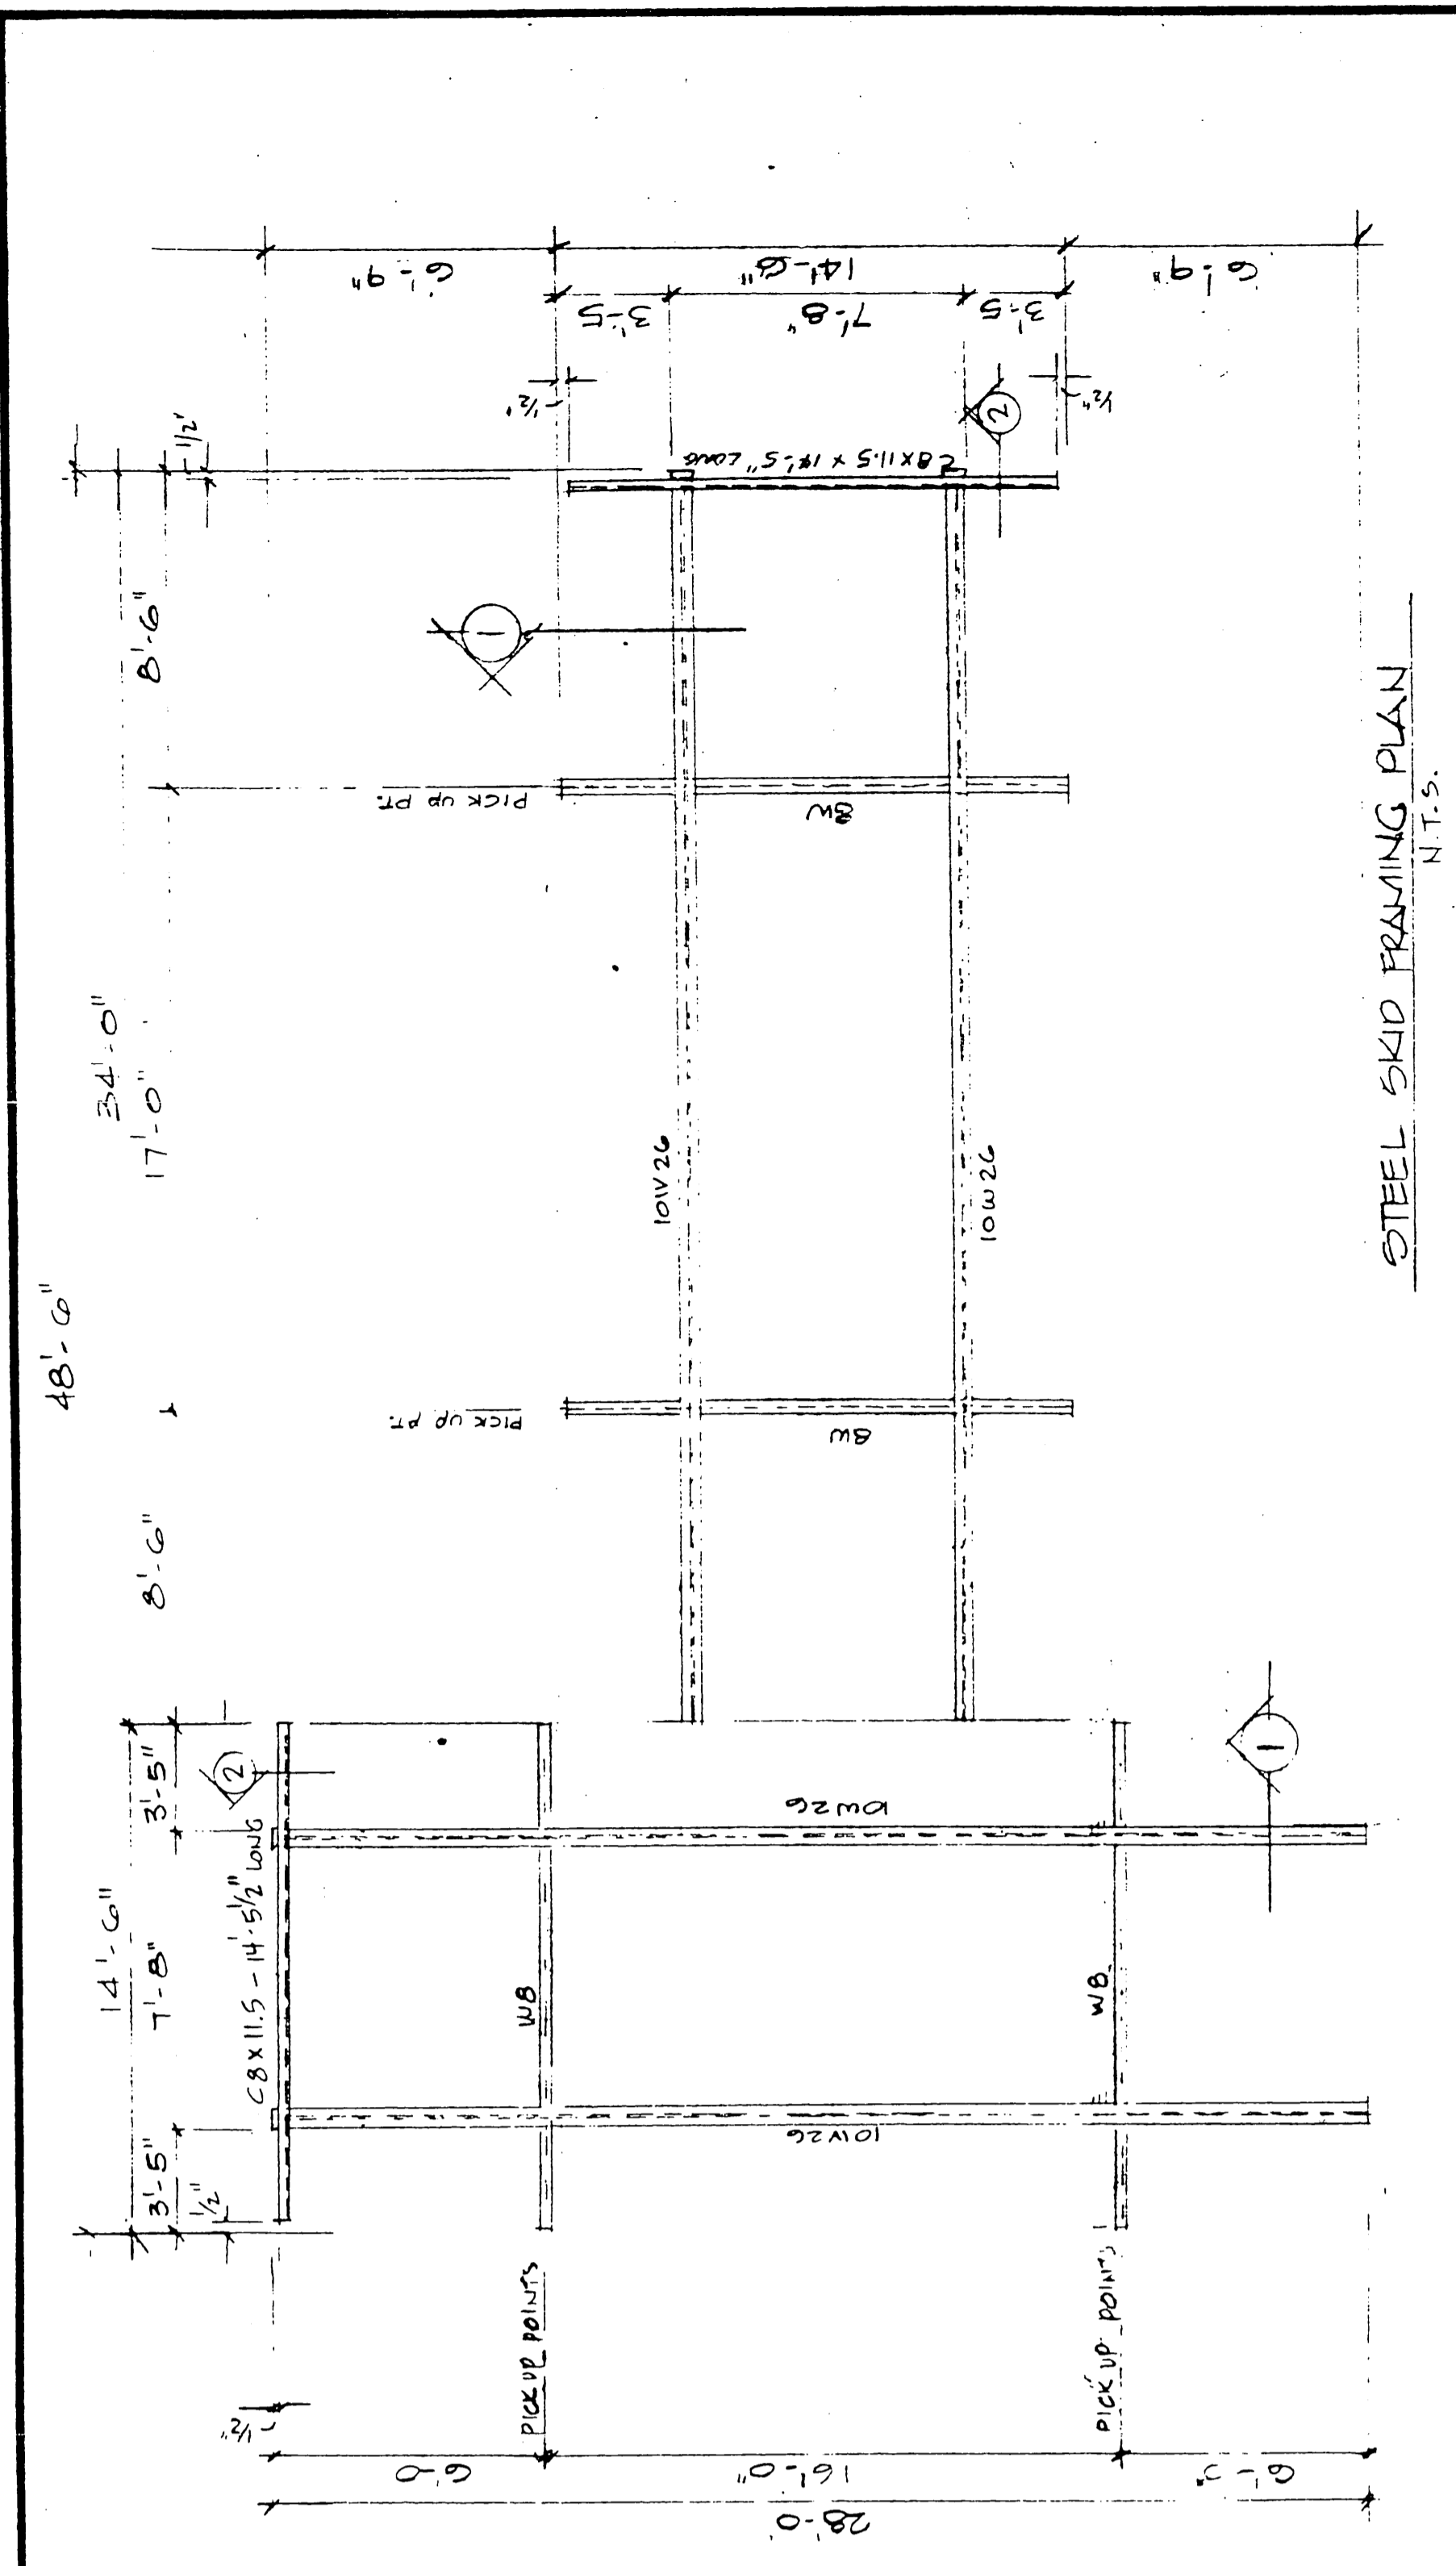 48'-6"
34'-0"
8'-6"
17'-0"
8'-6"
1/2"
14'-6"
3'-5"
7'-8"
3'-5"
1/2"
6'-9"
14'-6"
6'-9"
3'-5
7'-8"
3'-5
1/2"
1/2"
C8X11.5 X 14'-5" LONG
2
1
PICK UP PT.
8W
10W26
10W26
PICK UP PT.
8W
2
C8X11.5 - 14'-5 1/2" LONG
10W26
W8
W8
10W26
1
PICK UP POINTS
PICK UP POINTS
1/2"
6'-0
16'-0"
28'-0'
STEEL SKID FRAMING PLAN
N.T.S.